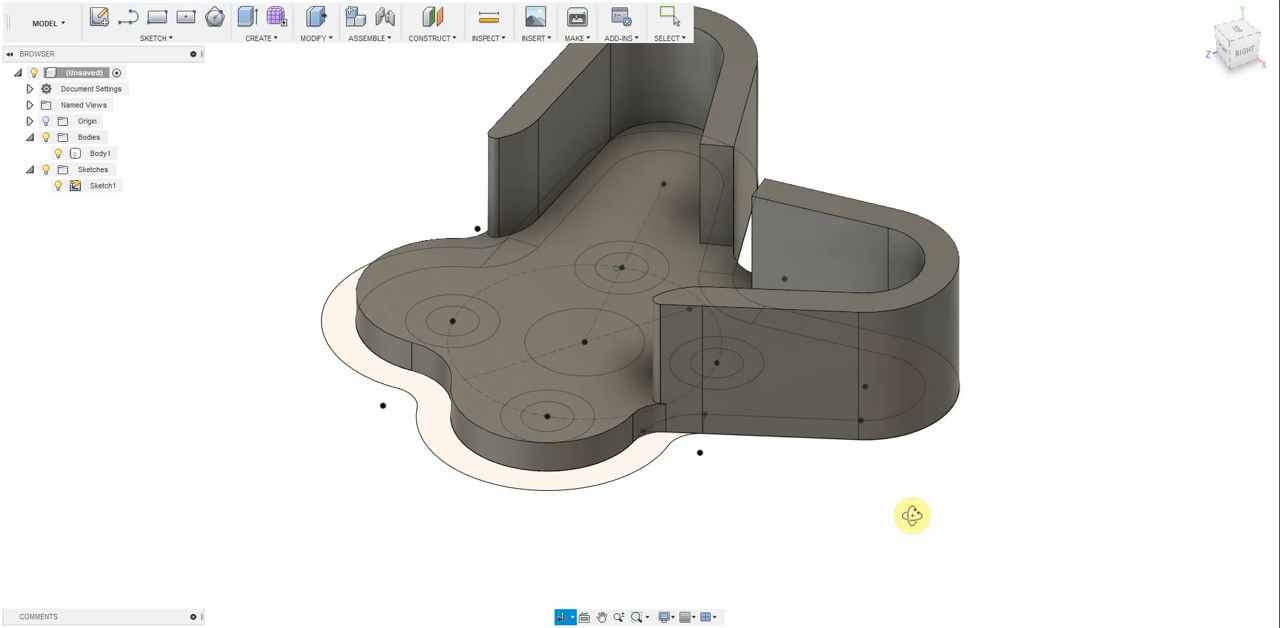 MODEL ▾
SKETCH ▾
CREATE ▾
MODIFY ▾
ASSEMBLE ▾
CONSTRUCT ▾
INSPECT ▾
INSERT ▾
MAKE ▾
ADD-INS ▾
SELECT ▾
BROWSER
(Unsaved)
Document Settings
Named Views
Origin
Bodies
Body1
Sketches
Sketch1
Y
Z
RIGHT
X
COMMENTS